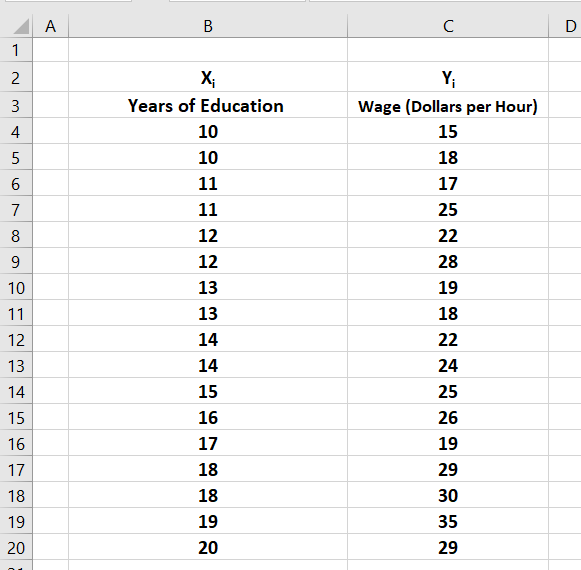 A B C D
1
2 Xi Yi
3 Years of Education Wage (Dollars per Hour)
4 10 15
5 10 18
6 11 17
7 11 25
8 12 22
9 12 28
10 13 19
11 13 18
12 14 22
13 14 24
14 15 25
15 16 26
16 17 19
17 18 29
18 18 30
19 19 35
20 20 29